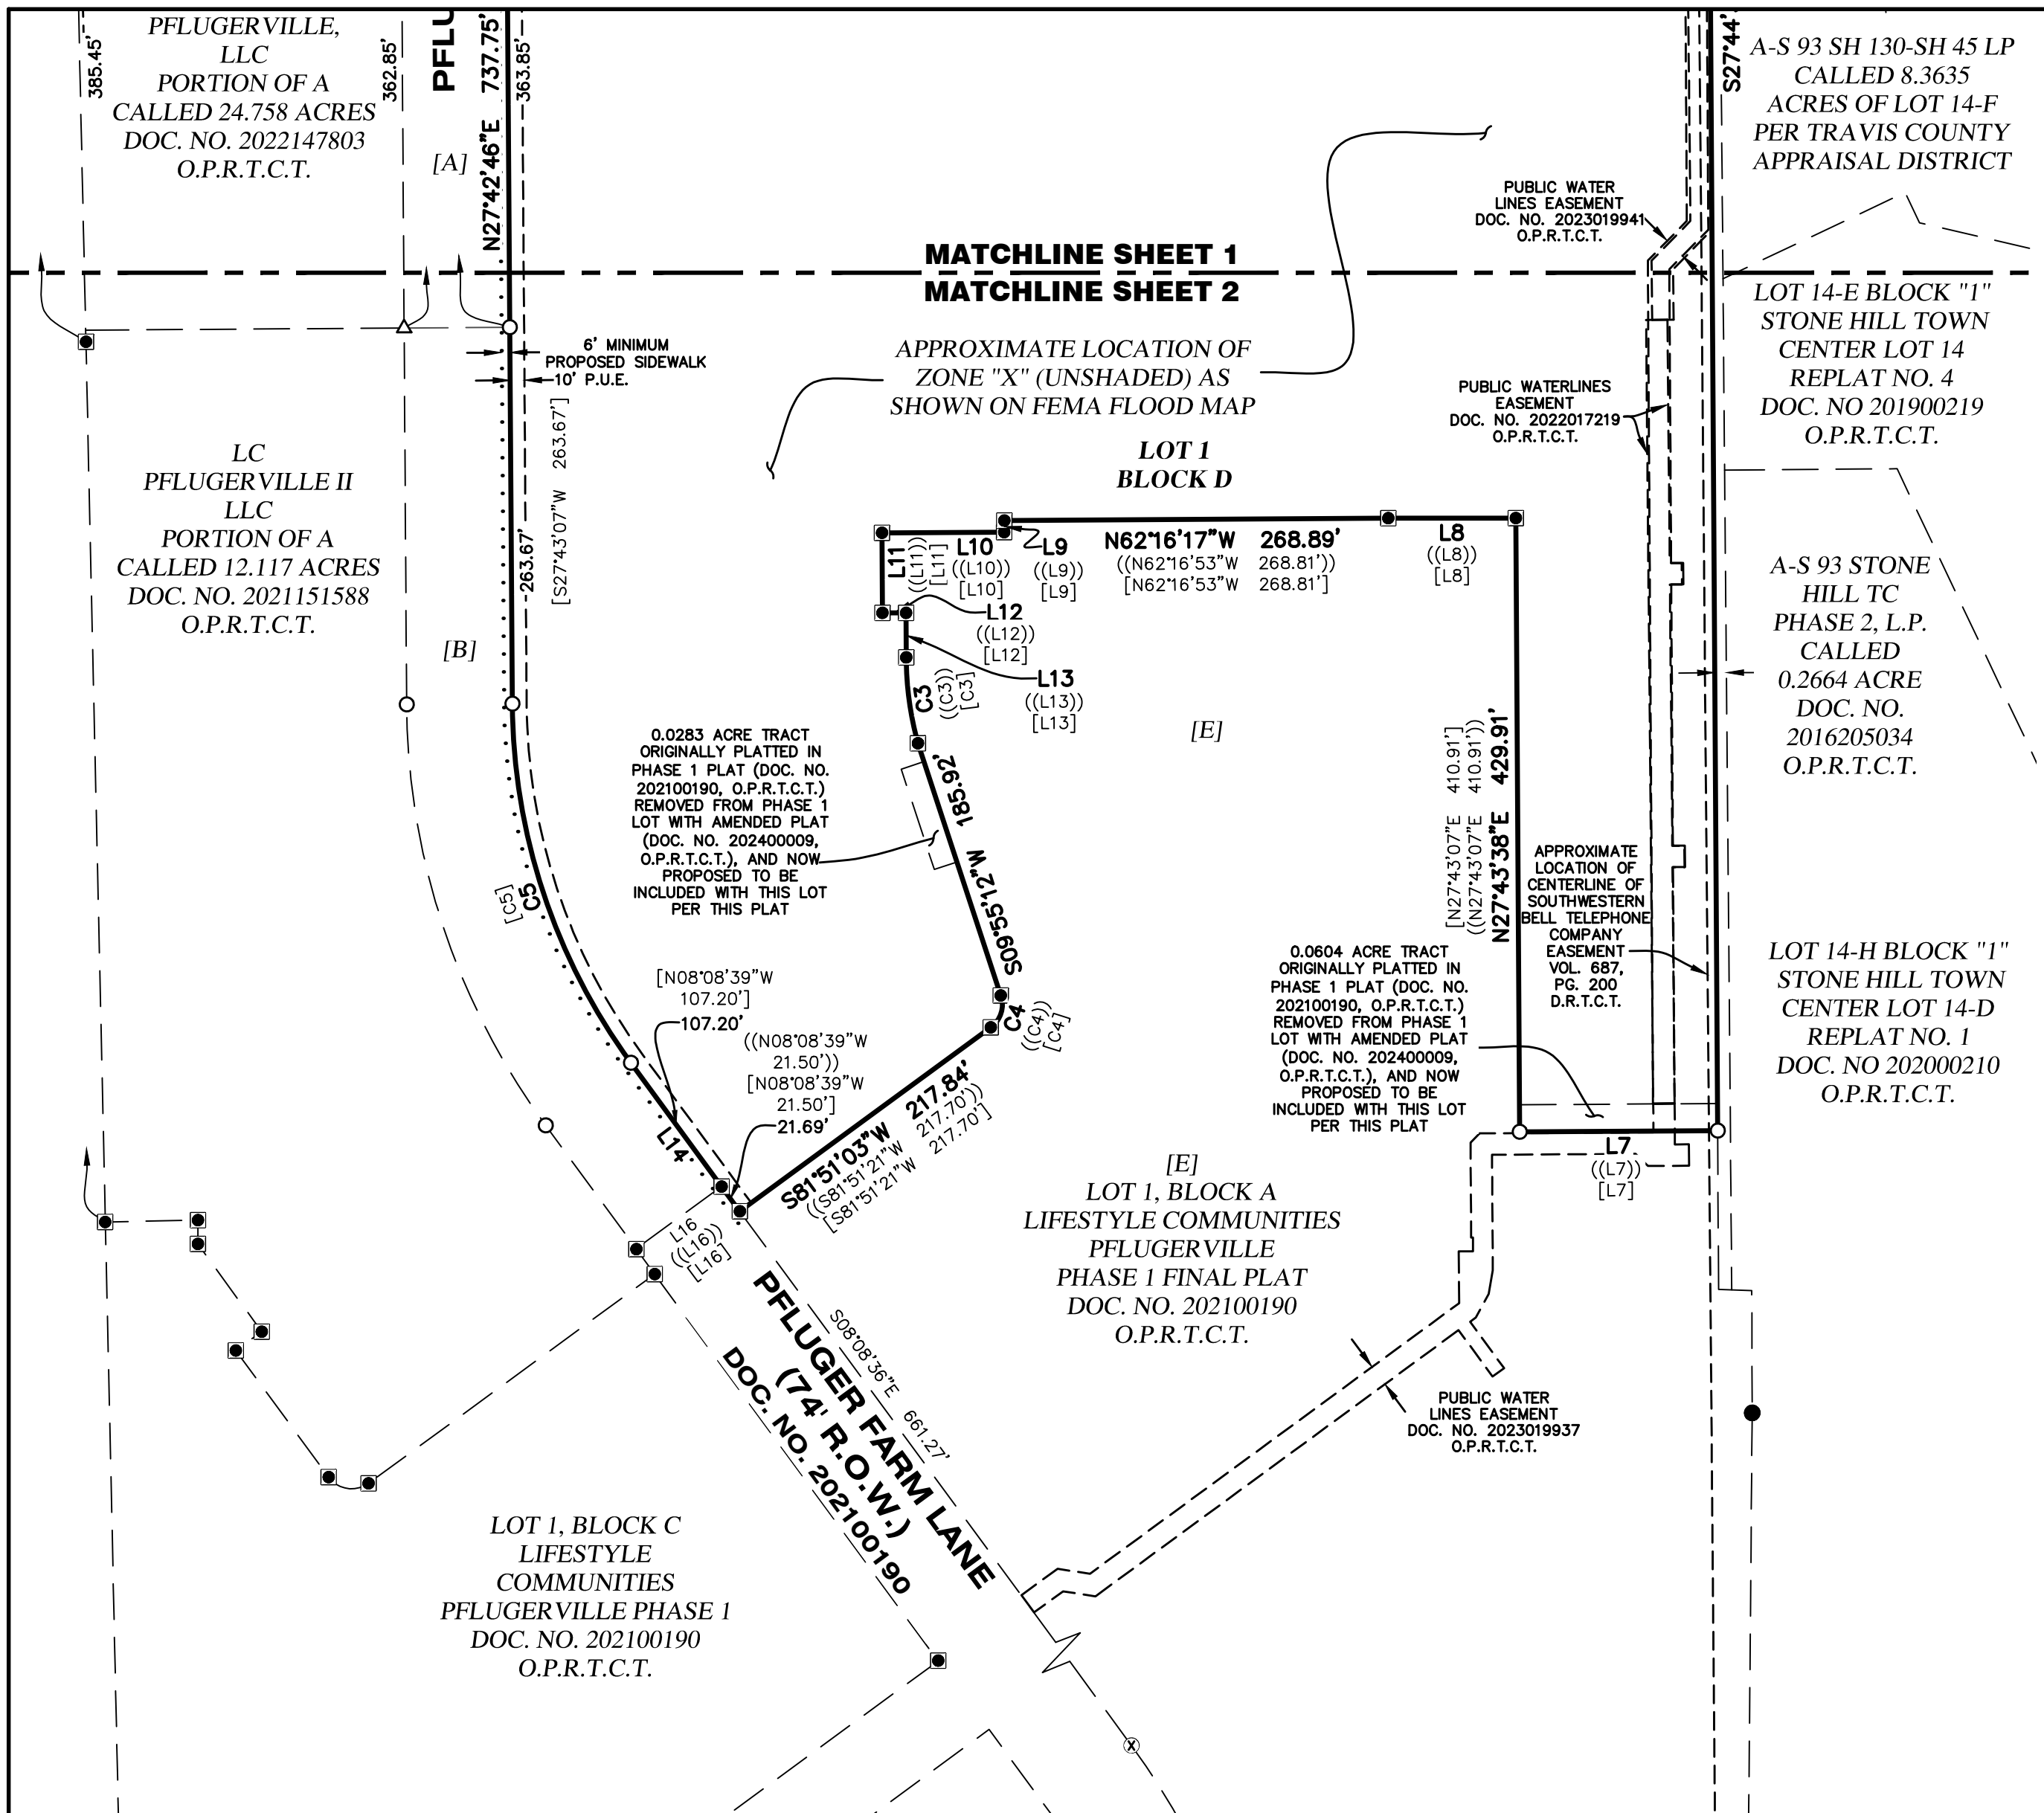 PFLUGERVILLE,
LLC
PORTION OF A
CALLED 24.758 ACRES
DOC. NO. 2022147803
O.P.R.T.C.T.
385.45'
362.85'
PFLU
N27°42'46"E 737.75'
363.85'
[A]
S27°44'
A-S 93 SH 130-SH 45 LP
CALLED 8.3635
ACRES OF LOT 14-F
PER TRAVIS COUNTY
APPRAISAL DISTRICT
PUBLIC WATER
LINES EASEMENT
DOC. NO. 2023019941
O.P.R.T.C.T.
MATCHLINE SHEET 1
MATCHLINE SHEET 2
6' MINIMUM
PROPOSED SIDEWALK
10' P.U.E.
APPROXIMATE LOCATION OF
ZONE "X" (UNSHADED) AS
SHOWN ON FEMA FLOOD MAP
LOT 1
BLOCK D
PUBLIC WATERLINES
EASEMENT
DOC. NO. 2022017219
O.P.R.T.C.T.
LOT 14-E BLOCK "1"
STONE HILL TOWN
CENTER LOT 14
REPLAT NO. 4
DOC. NO 201900219
O.P.R.T.C.T.
LC
PFLUGERVILLE II
LLC
PORTION OF A
CALLED 12.117 ACRES
DOC. NO. 2021151588
O.P.R.T.C.T.
[B]
263.67'
[S27°43'07"W 263.67']
L11
((L11))
[L11]
L10
((L10))
[L10]
L9
((L9))
[L9]
N62°16'17"W 268.89'
((N62°16'53"W 268.81'))
[N62°16'53"W 268.81']
L8
((L8))
[L8]
L12
((L12))
[L12]
L13
((L13))
[L13]
C3
((C3))
[C3]
[E]
A-S 93 STONE
HILL TC
PHASE 2, L.P.
CALLED
0.2664 ACRE
DOC. NO.
2016205034
O.P.R.T.C.T.
0.0283 ACRE TRACT
ORIGINALLY PLATTED IN
PHASE 1 PLAT (DOC. NO.
202100190, O.P.R.T.C.T.)
REMOVED FROM PHASE 1
LOT WITH AMENDED PLAT
(DOC. NO. 202400009,
O.P.R.T.C.T.), AND NOW
PROPOSED TO BE
INCLUDED WITH THIS LOT
PER THIS PLAT
S09°55'12"W 185.92'
[N27°43'07"E 410.91']
((N27°43'07"E 410.91'))
N27°43'38"E 429.91'
C5
[C5]
APPROXIMATE
LOCATION OF
CENTERLINE OF
SOUTHWESTERN
BELL TELEPHONE
COMPANY
EASEMENT
VOL. 687,
PG. 200
D.R.T.C.T.
0.0604 ACRE TRACT
ORIGINALLY PLATTED IN
PHASE 1 PLAT (DOC. NO.
202100190, O.P.R.T.C.T.)
REMOVED FROM PHASE 1
LOT WITH AMENDED PLAT
(DOC. NO. 202400009,
O.P.R.T.C.T.), AND NOW
PROPOSED TO BE
INCLUDED WITH THIS LOT
PER THIS PLAT
LOT 14-H BLOCK "1"
STONE HILL TOWN
CENTER LOT 14-D
REPLAT NO. 1
DOC. NO 202000210
O.P.R.T.C.T.
[N08°08'39"W
107.20']
107.20'
((N08°08'39"W
21.50'))
[N08°08'39"W
21.50']
21.69'
C4
((C4))
[C4]
L14
S81°51'03"W 217.84'
((S81°51'21"W 217.70'))
[S81°51'21"W 217.70']
L7
((L7))
[L7]
L16
((L16))
[L16]
[E]
LOT 1, BLOCK A
LIFESTYLE COMMUNITIES
PFLUGERVILLE
PHASE 1 FINAL PLAT
DOC. NO. 202100190
O.P.R.T.C.T.
S08°08'36"E 661.27'
PFLUGER FARM LANE
(74' R.O.W.)
DOC. NO. 202100190
PUBLIC WATER
LINES EASEMENT
DOC. NO. 2023019937
O.P.R.T.C.T.
LOT 1, BLOCK C
LIFESTYLE
COMMUNITIES
PFLUGERVILLE PHASE 1
DOC. NO. 202100190
O.P.R.T.C.T.
X